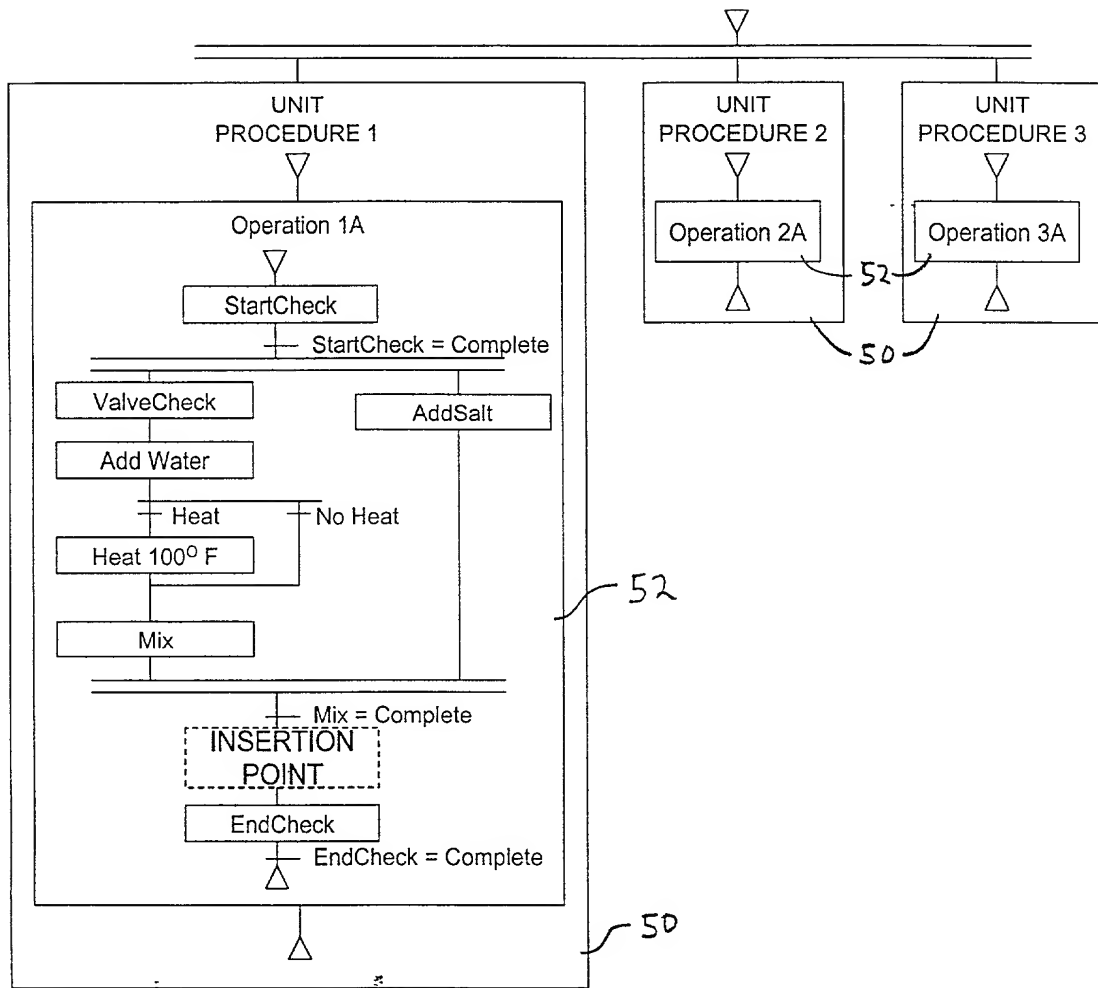 UNIT
PROCEDURE 1
UNIT
PROCEDURE 2
UNIT
PROCEDURE 3
Operation 1A
Operation 2A
Operation 3A
52
StartCheck
StartCheck = Complete
50
ValveCheck
AddSalt
Add Water
Heat
No Heat
Heat 100° F
52
Mix
Mix = Complete
INSERTION
POINT
EndCheck
EndCheck = Complete
50